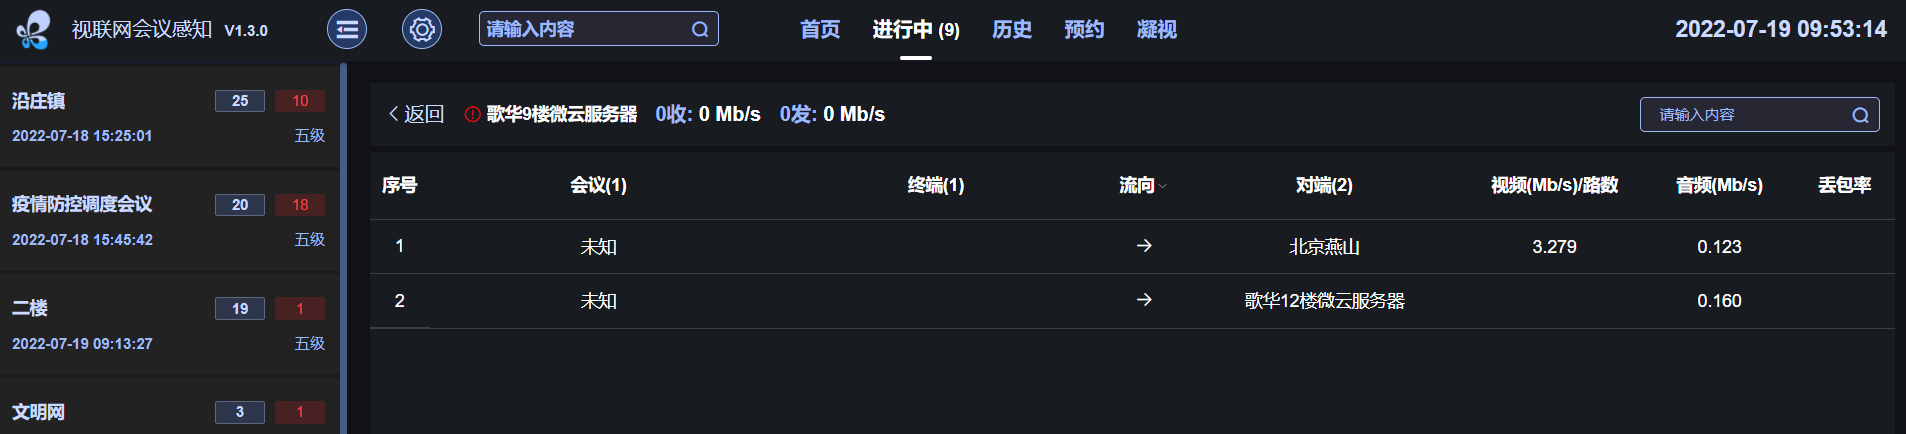 视联网会议感知 V1.3.0 请输入内容 首页 进行中 (9) 历史 预约 凝视 2022-07-19 09:53:14
沿庄镇 25 10
2022-07-18 15:25:01 五级
疫情防控调度会议 20 18
2022-07-18 15:45:42 五级
二楼 19 1
2022-07-19 09:13:27 五级
文明网 3 1
返回 歌华9楼微云服务器 0收: 0 Mb/s 0发: 0 Mb/s 请输入内容
序号 会议(1) 终端(1) 流向 对端(2) 视频(Mb/s)/路数 音频(Mb/s) 丢包率
1 未知 → 北京燕山 3.279 0.123
2 未知 → 歌华12楼微云服务器 0.160